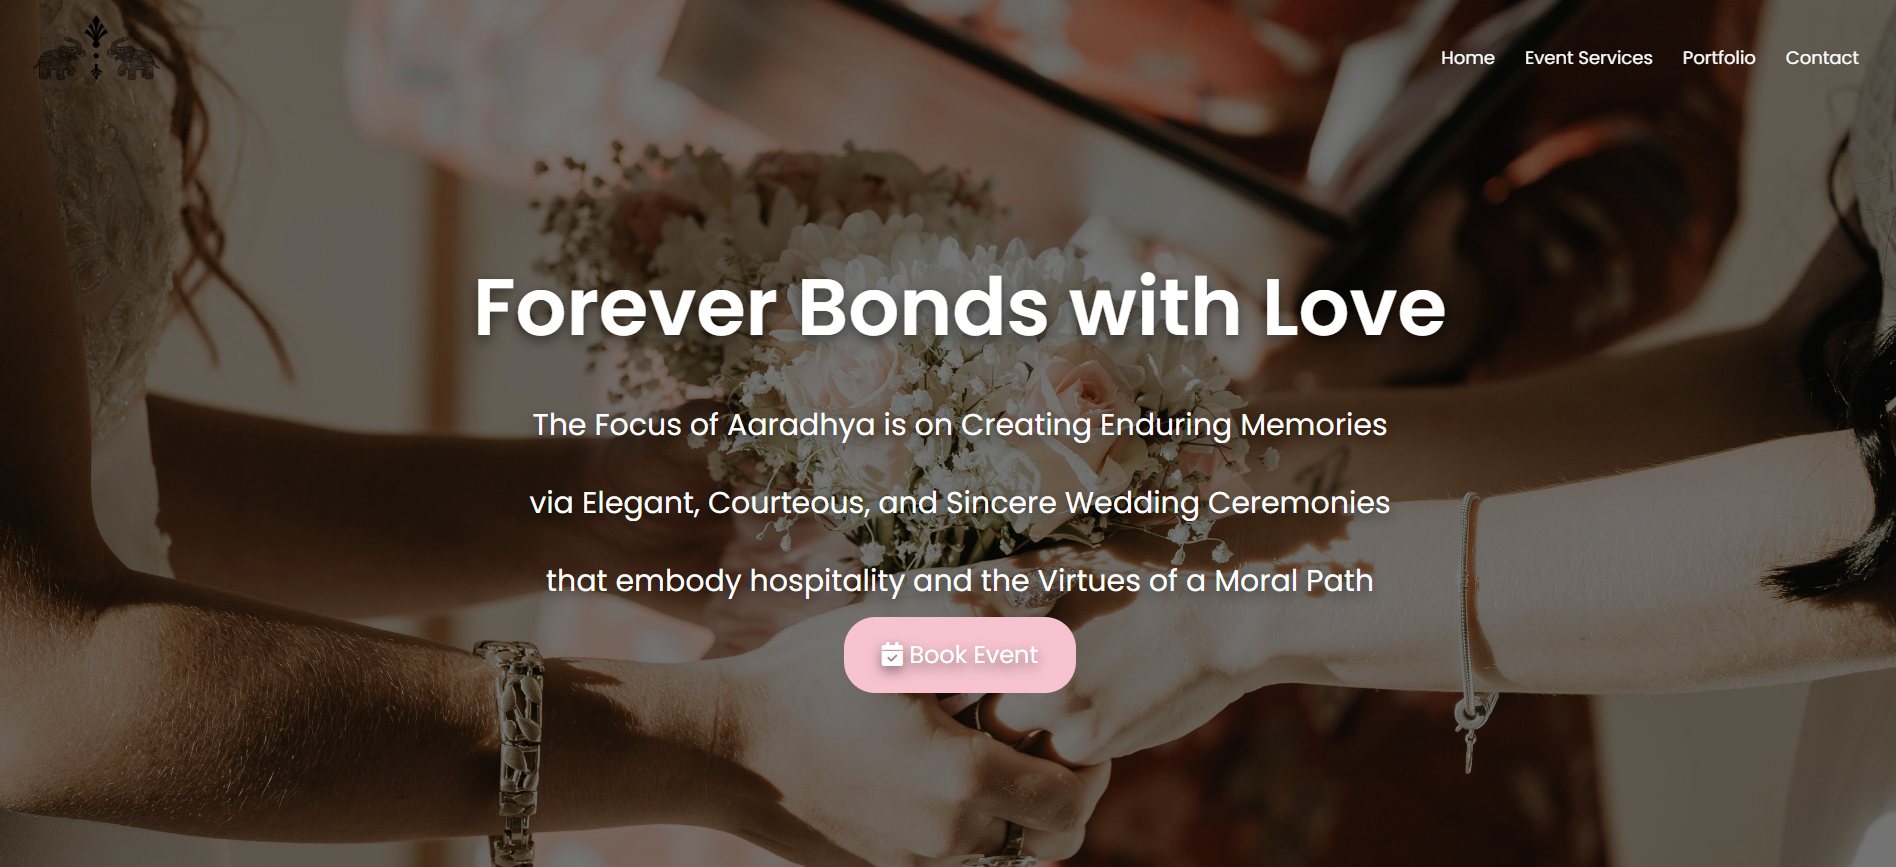 Home Event Services Portfolio Contact
Forever Bonds with Love
The Focus of Aaradhya is on Creating Enduring Memories
via Elegant, Courteous, and Sincere Wedding Ceremonies
that embody hospitality and the Virtues of a Moral Path
Book Event